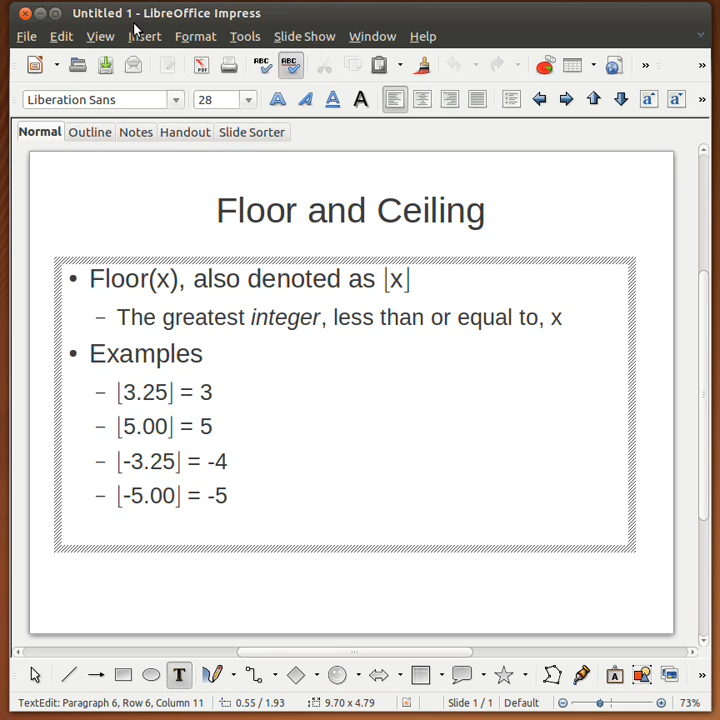 Untitled 1 - LibreOffice Impress
File Edit View Insert Format Tools Slide Show Window Help
ABC ABC
Liberation Sans 28 A A A A a a
Normal Outline Notes Handout Slide Sorter
Floor and Ceiling
• Floor(x), also denoted as ⌊x⌋
– The greatest integer, less than or equal to, x
• Examples
– ⌊3.25⌋ = 3
– ⌊5.00⌋ = 5
– ⌊-3.25⌋ = -4
– ⌊-5.00⌋ = -5
T A
TextEdit: Paragraph 6, Row 6, Column 11 0.55 / 1.93 9.70 x 4.79 Slide 1 / 1 Default 73%